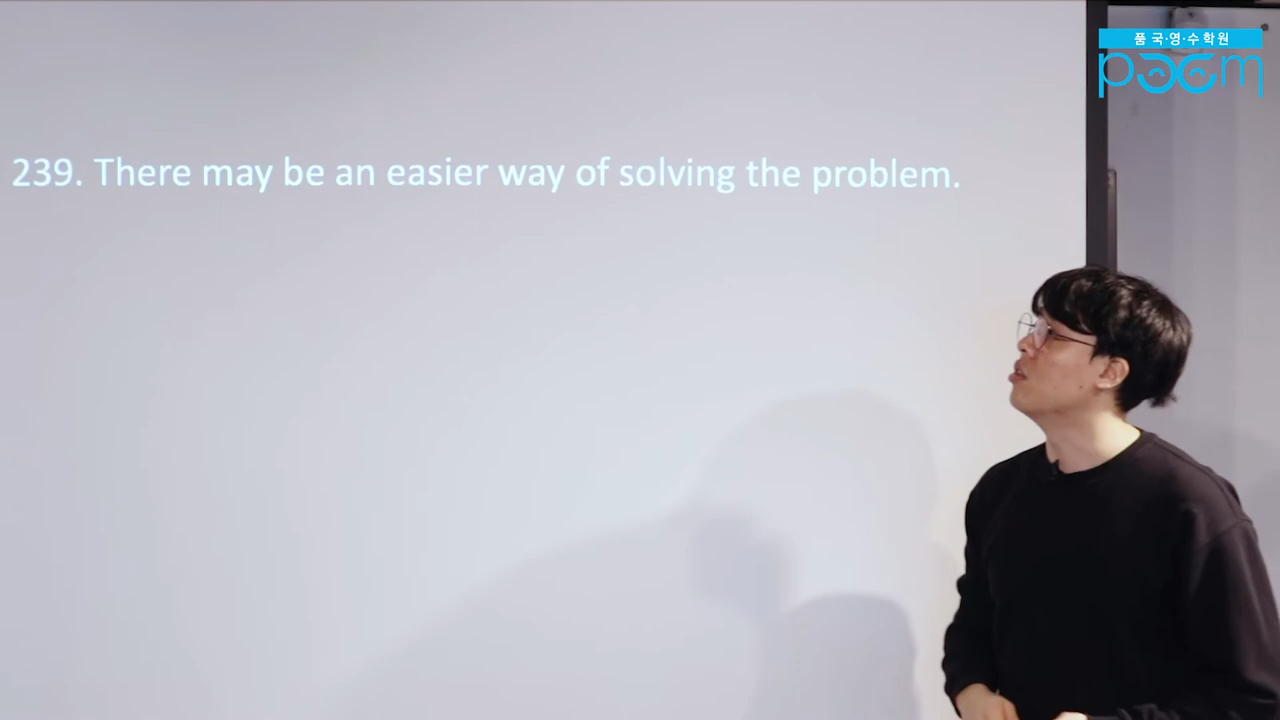 품 국·영·수 학원
poem
239. There may be an easier way of solving the problem.